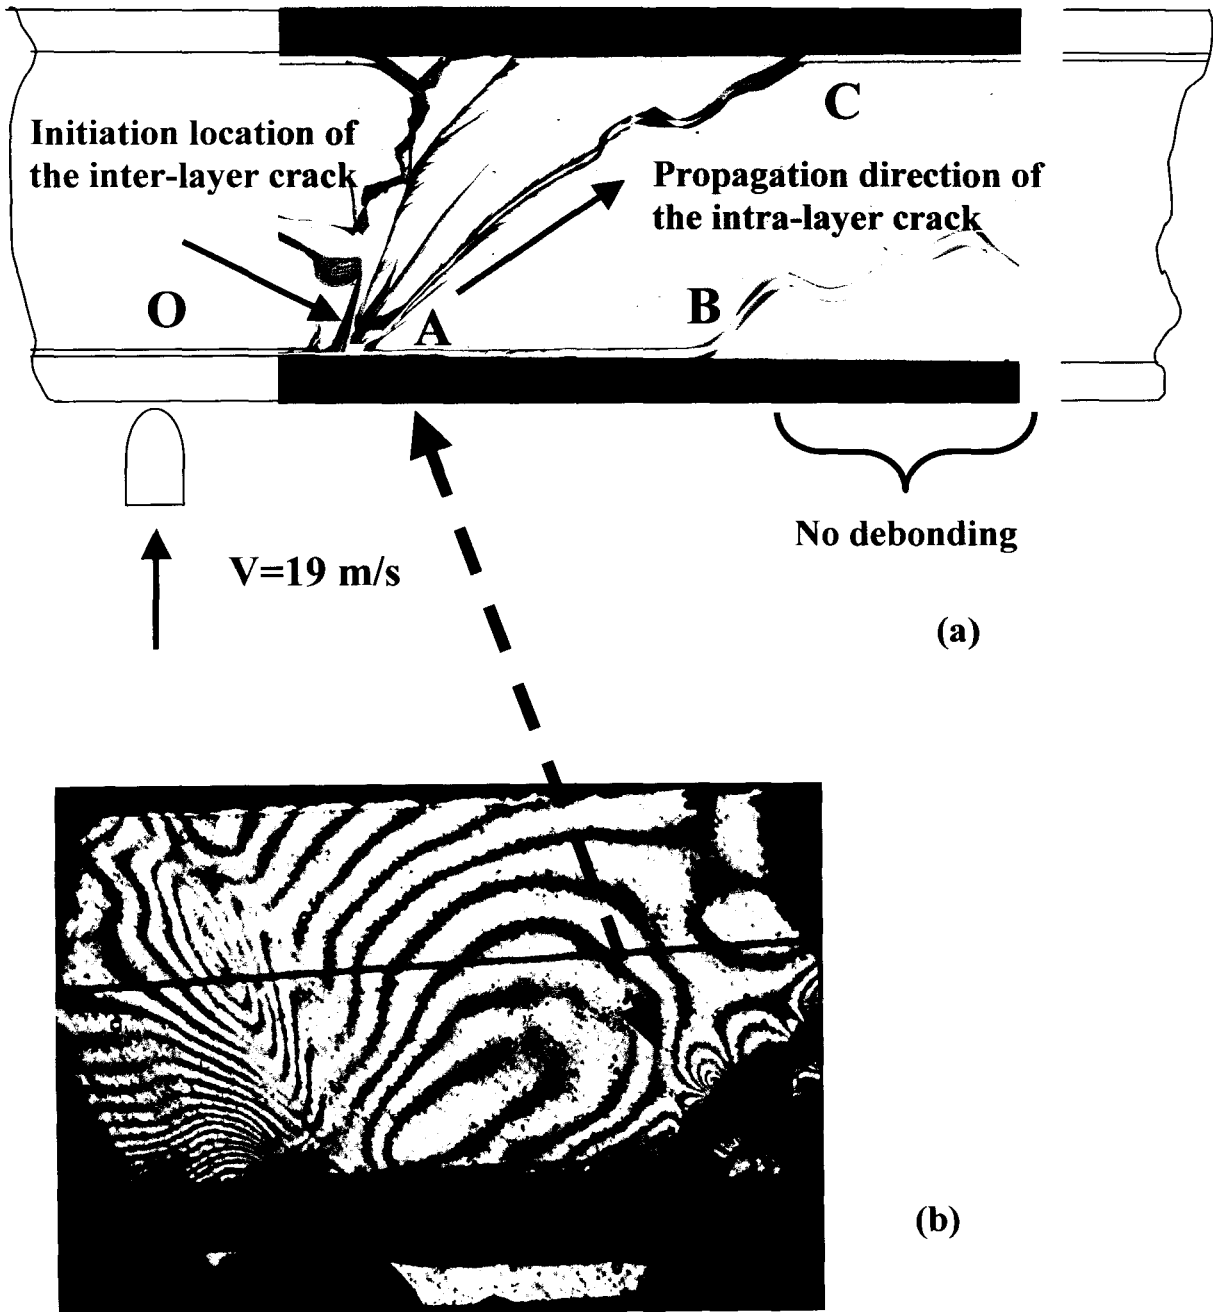 C
Initiation location of
the inter-layer crack
Propagation direction of
the intra-layer crack
O
A
B
No debonding
V=19 m/s
(a)
(b)